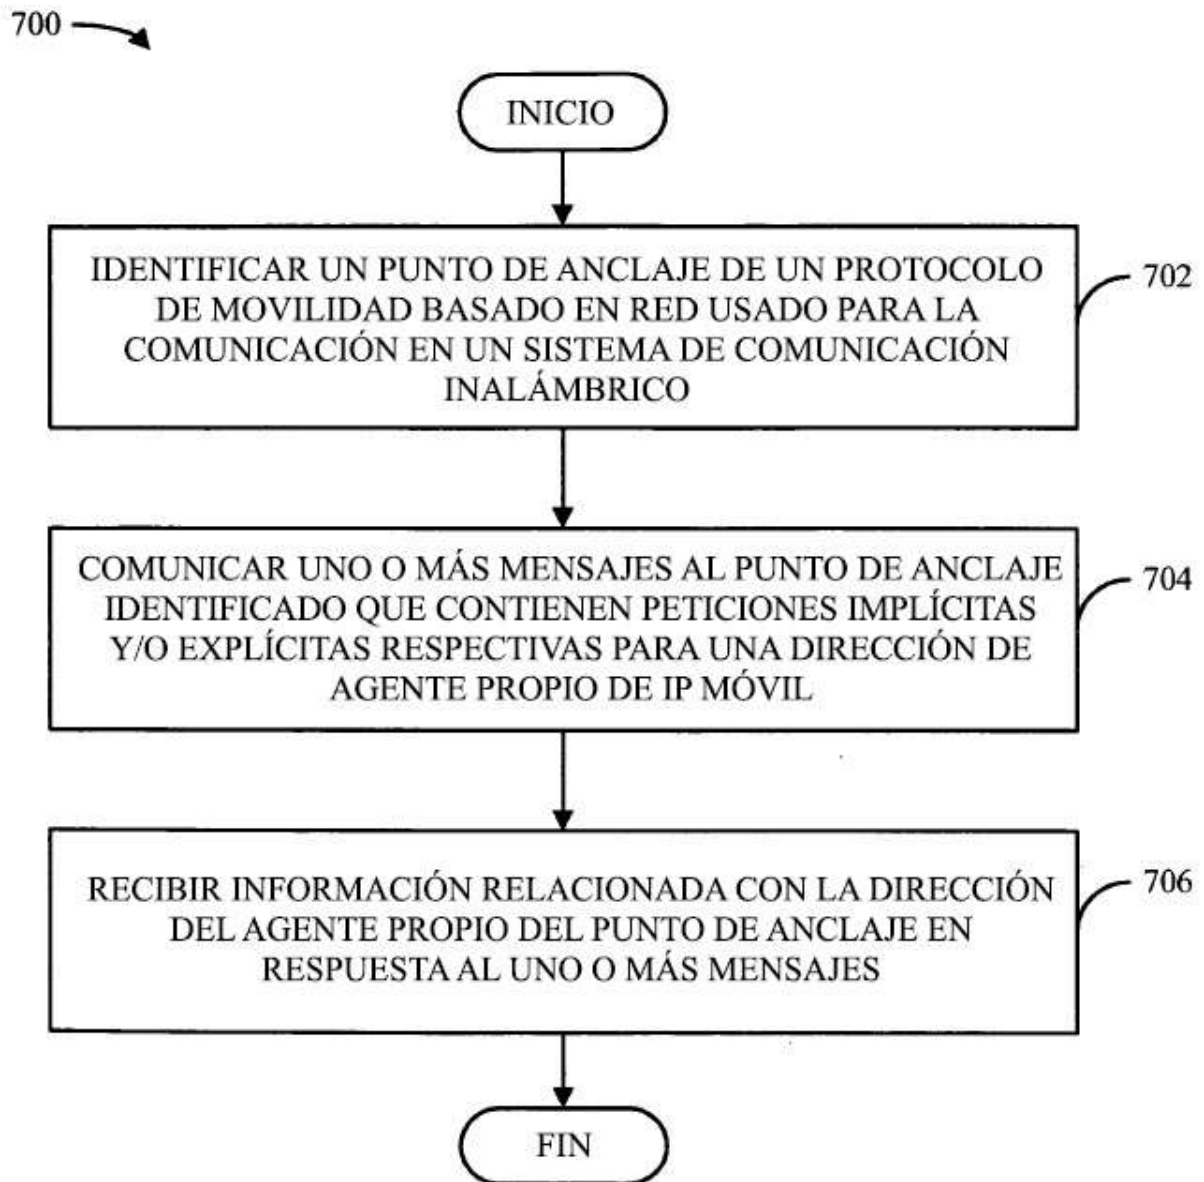 700
INICIO
IDENTIFICAR UN PUNTO DE ANCLAJE DE UN PROTOCOLO
DE MOVILIDAD BASADO EN RED USADO PARA LA
COMUNICACIÓN EN UN SISTEMA DE COMUNICACIÓN
INALÁMBRICO
702
COMUNICAR UNO O MÁS MENSAJES AL PUNTO DE ANCLAJE
IDENTIFICADO QUE CONTIENEN PETICIONES IMPLÍCITAS
Y/O EXPLÍCITAS RESPECTIVAS PARA UNA DIRECCIÓN DE
AGENTE PROPIO DE IP MÓVIL
704
RECIBIR INFORMACIÓN RELACIONADA CON LA DIRECCIÓN
DEL AGENTE PROPIO DEL PUNTO DE ANCLAJE EN
RESPUESTA AL UNO O MÁS MENSAJES
706
FIN